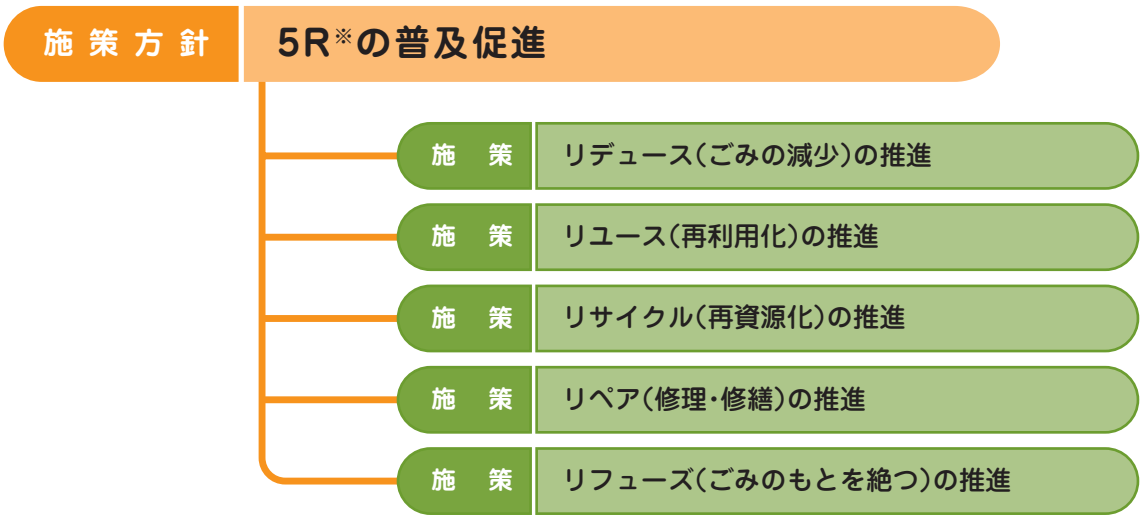 施策方針 5R※の普及促進
施策 リデュース(ごみの減少)の推進
施策 リユース(再利用化)の推進
施策 リサイクル(再資源化)の推進
施策 リペア(修理・修繕)の推進
施策 リフューズ(ごみのもとを絶つ)の推進